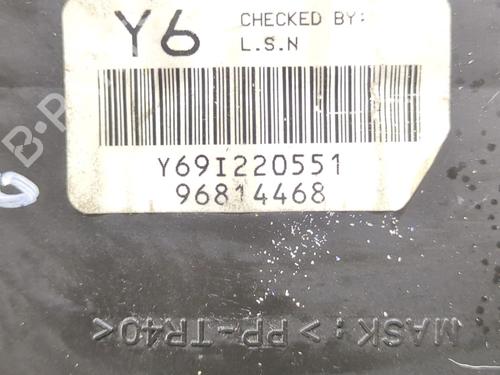 Y6
CHECKED BY:
L.S.N
Y69I220551
96814468
MASK: >PP-TR40<
B-P